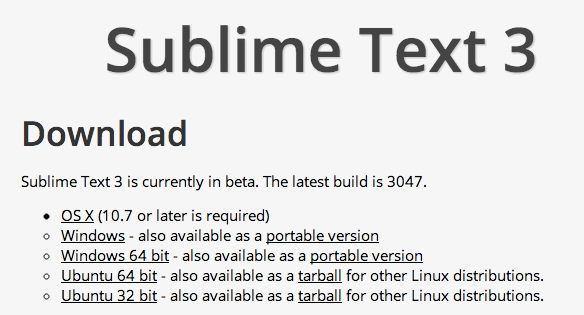 Sublime Text 3
Download
Sublime Text 3 is currently in beta. The latest build is 3047.
OS X (10.7 or later is required)
Windows - also available as a portable version
Windows 64 bit - also available as a portable version
Ubuntu 64 bit - also available as a tarball for other Linux distributions.
Ubuntu 32 bit - also available as a tarball for other Linux distributions.